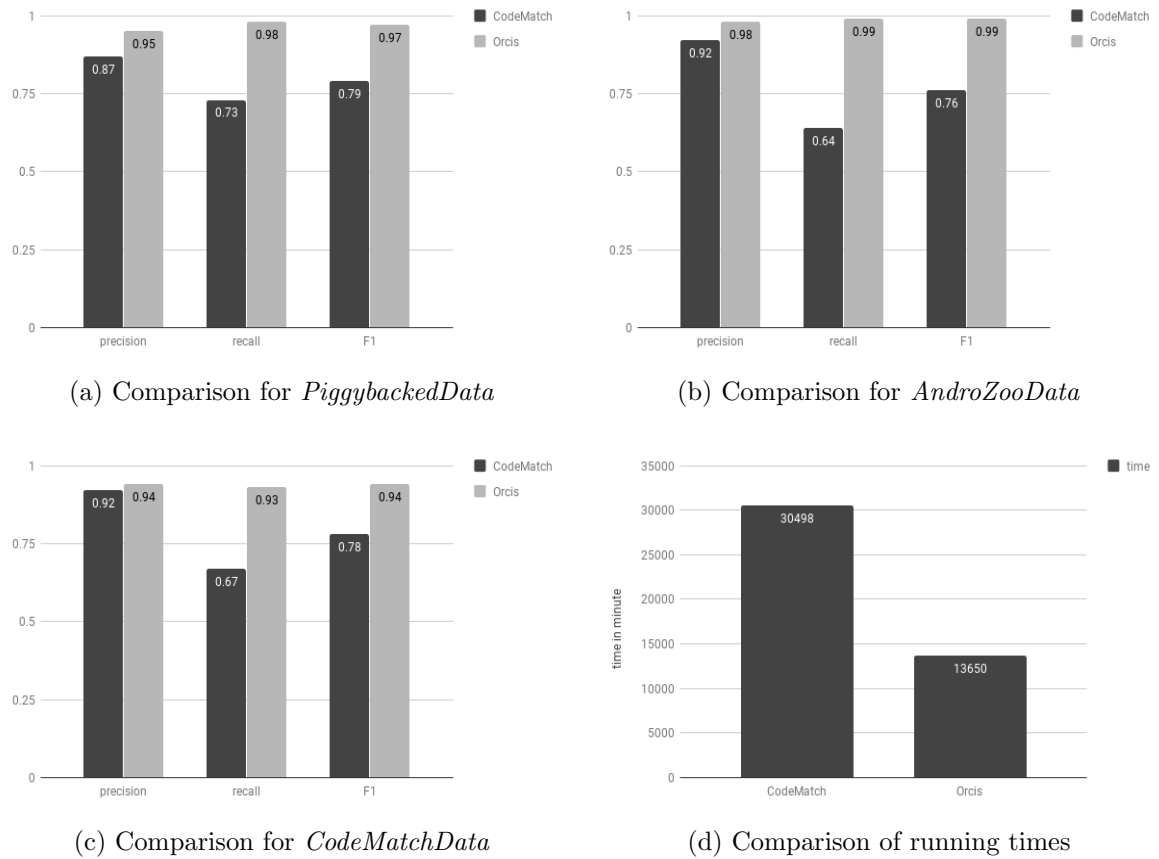 1
0.75
0.5
0.25
0
0.87
0.95
0.73
0.98
0.79
0.97
precision
recall
F1
CodeMatch
Orcis
(a) Comparison for PiggybackedData
1
0.75
0.5
0.25
0
0.92
0.98
0.64
0.99
0.76
0.99
precision
recall
F1
CodeMatch
Orcis
(b) Comparison for AndroZooData
1
0.75
0.5
0.25
0
0.92
0.94
0.67
0.93
0.78
0.94
precision
recall
F1
CodeMatch
Orcis
(c) Comparison for CodeMatchData
time in minute
35000
30000
25000
20000
15000
10000
5000
0
30498
13650
CodeMatch
Orcis
time
(d) Comparison of running times